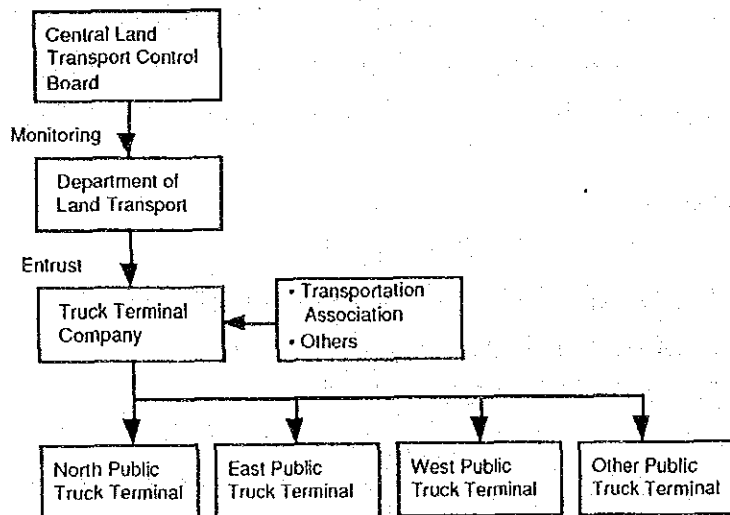 Central Land
Transport Control
Board
Monitoring
Department of
Land Transport
Entrust
Truck Terminal
Company
• Transportation
Association
• Others
North Public
Truck Terminal
East Public
Truck Terminal
West Public
Truck Terminal
Other Public
Truck Terminal